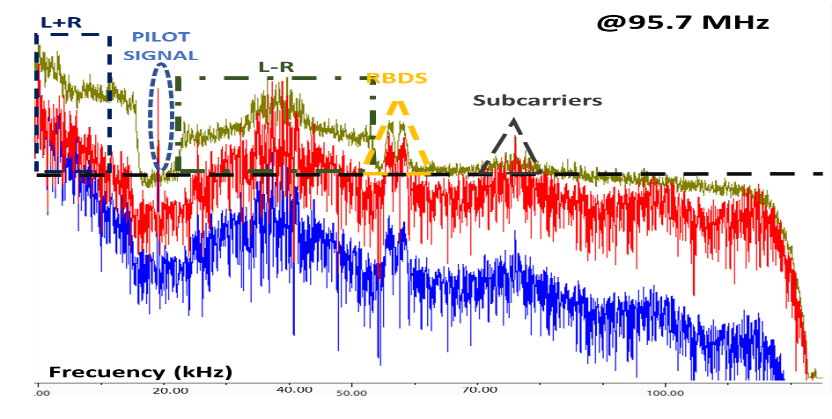 L+R
@95.7 MHz
PILOT
SIGNAL
L-R
RBDS
Subcarriers
Frecuency (kHz)
.00 20.00 40.00 50.00 70.00 100.00